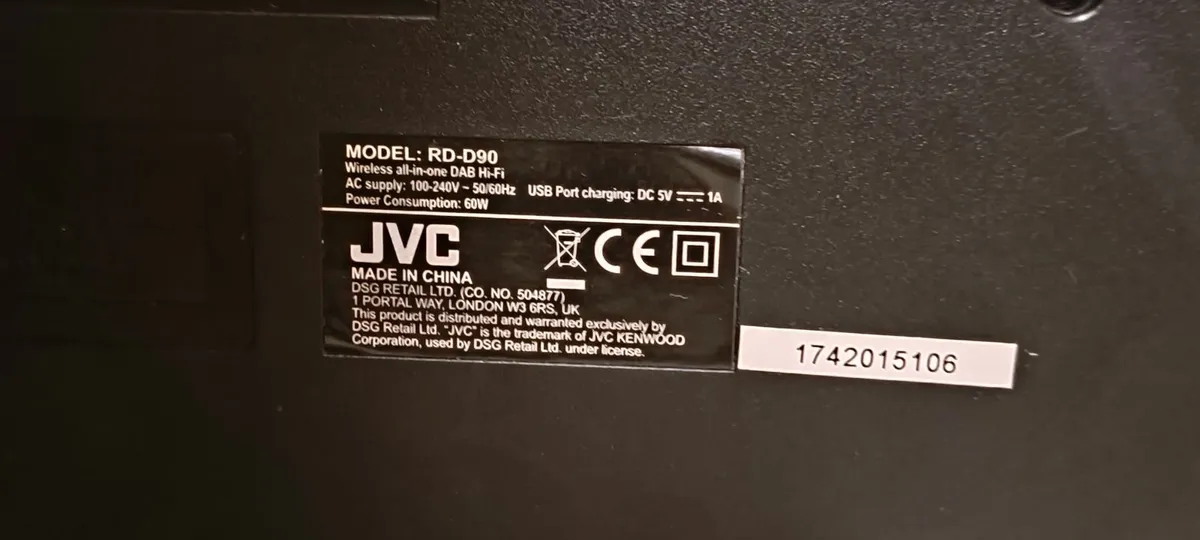 MODEL: RD-D90
Wireless all-in-one DAB Hi-Fi
AC supply: 100-240V ~ 50/60Hz USB Port charging: DC 5V ⎓ 1A
Power Consumption: 60W
JVC
CE
MADE IN CHINA
DSG RETAIL LTD. (CO. NO. 504877)
1 PORTAL WAY, LONDON W3 6RS, UK
This product is distributed and warranted exclusively by
DSG Retail Ltd. "JVC" is the trademark of JVC KENWOOD
Corporation, used by DSG Retail Ltd. under license.
1742015106